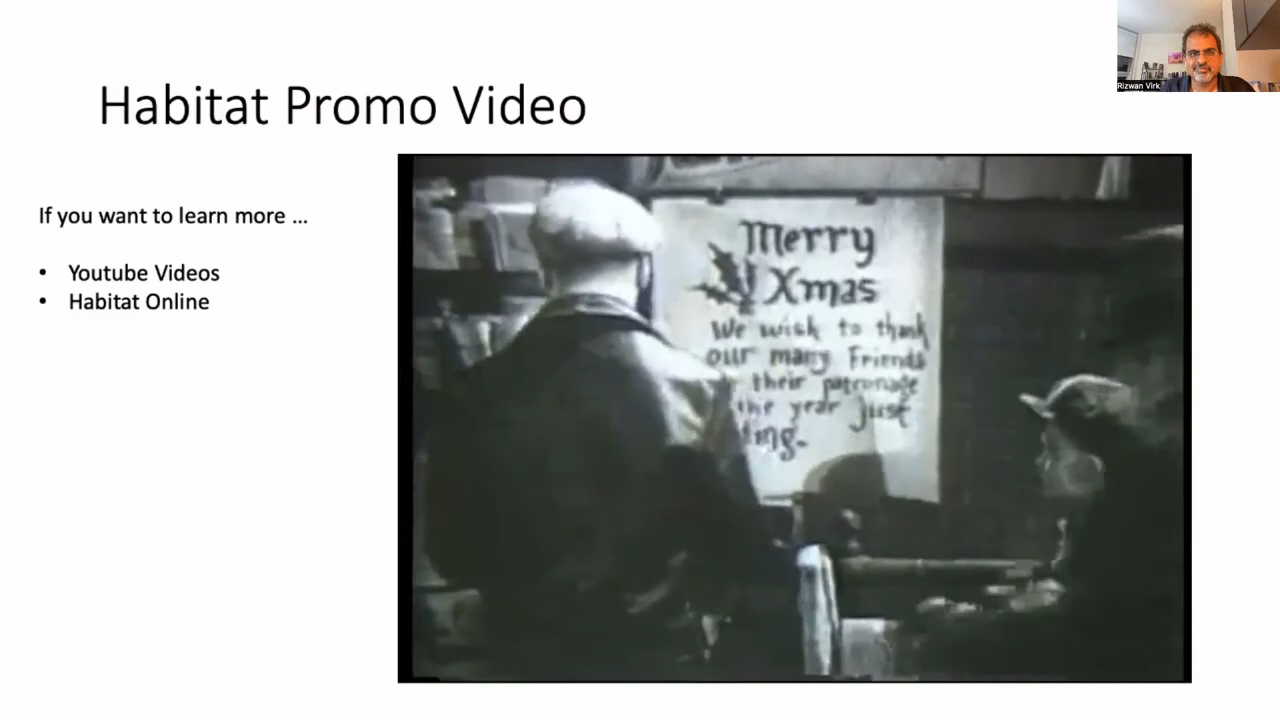 Habitat Promo Video
If you want to learn more ...
• Youtube Videos
• Habitat Online
Merry
Xmas
We wish to thank
our many Friends
their patronage
the year just
Rizwan Virk